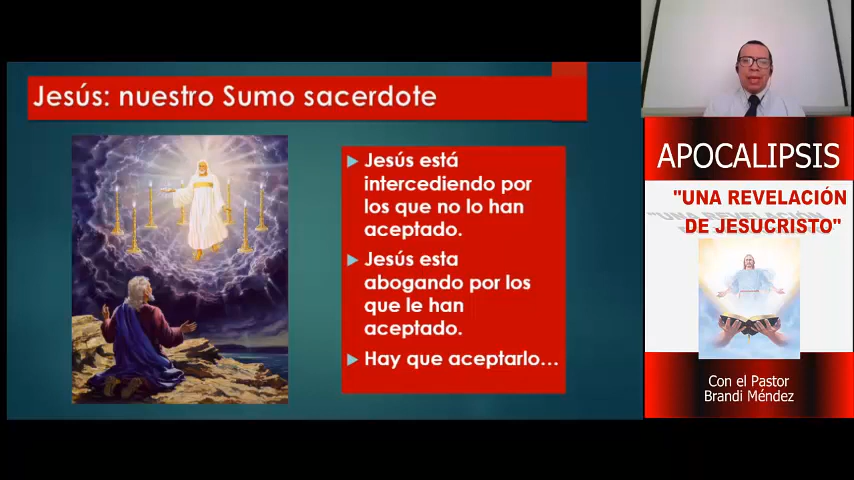 Jesús: nuestro Sumo sacerdote
Jesús está
intercediendo por
los que no lo han
aceptado.
Jesús esta
abogando por los
que le han
aceptado.
Hay que aceptarlo...
APOCALIPSIS
"UNA REVELACIÓN
DE JESUCRISTO"
Con el Pastor
Brandi Méndez